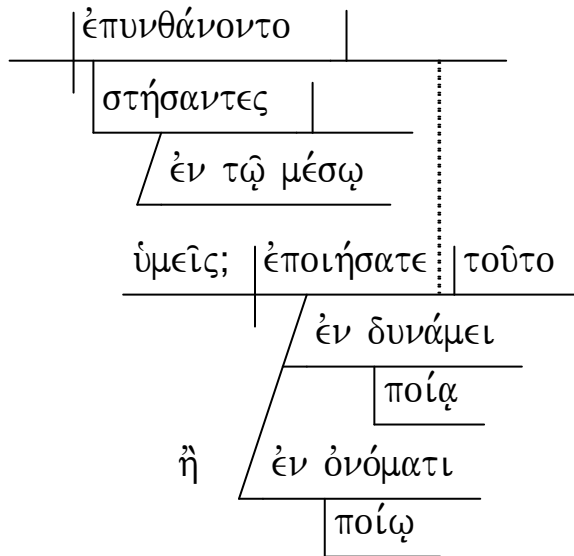 ἐπυνθάνοντο
στήσαντες
ἐν τῷ μέσῳ
ὑμεῖς; ἐποιήσατε τοῦτο
ἐν δυνάμει
ποίᾳ
ἢ ἐν ὀνόματι
ποίῳ